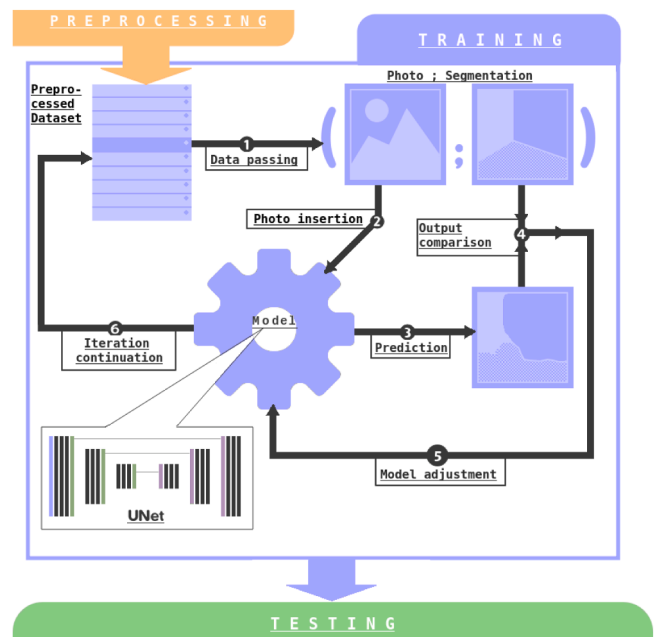 PREPROCESSING
TRAINING
Photo ; Segmentation
Prepro-
cessed
Dataset
( ; )
1
Data passing
2
Photo insertion
Output
comparison
4
Model
3
Prediction
6
Iteration
continuation
5
Model adjustment
UNet
TESTING